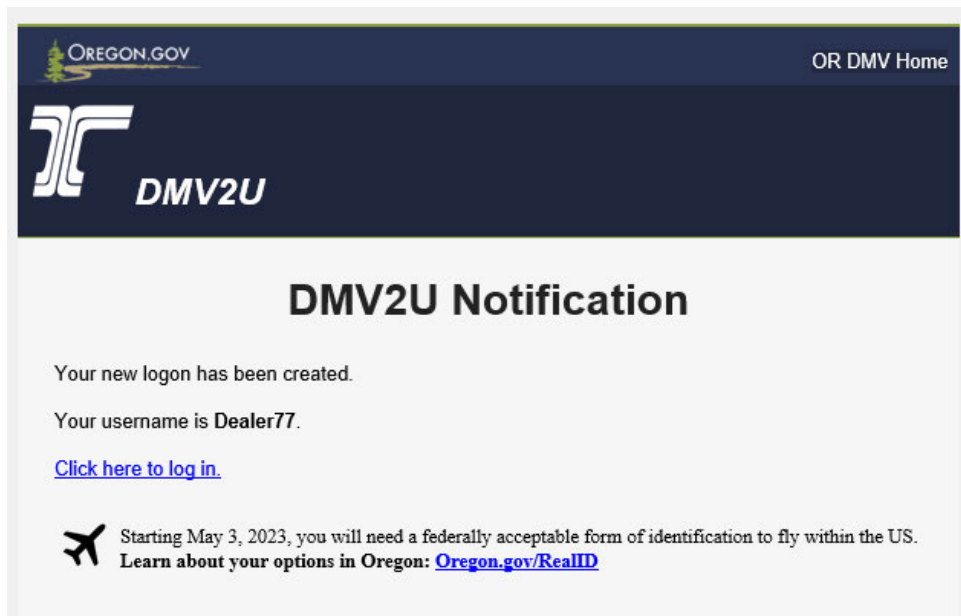 OREGON.GOV
OR DMV Home
DMV2U
DMV2U Notification
Your new logon has been created.
Your username is Dealer77.
Click here to log in.
Starting May 3, 2023, you will need a federally acceptable form of identification to fly within the US.
Learn about your options in Oregon: Oregon.gov/RealID